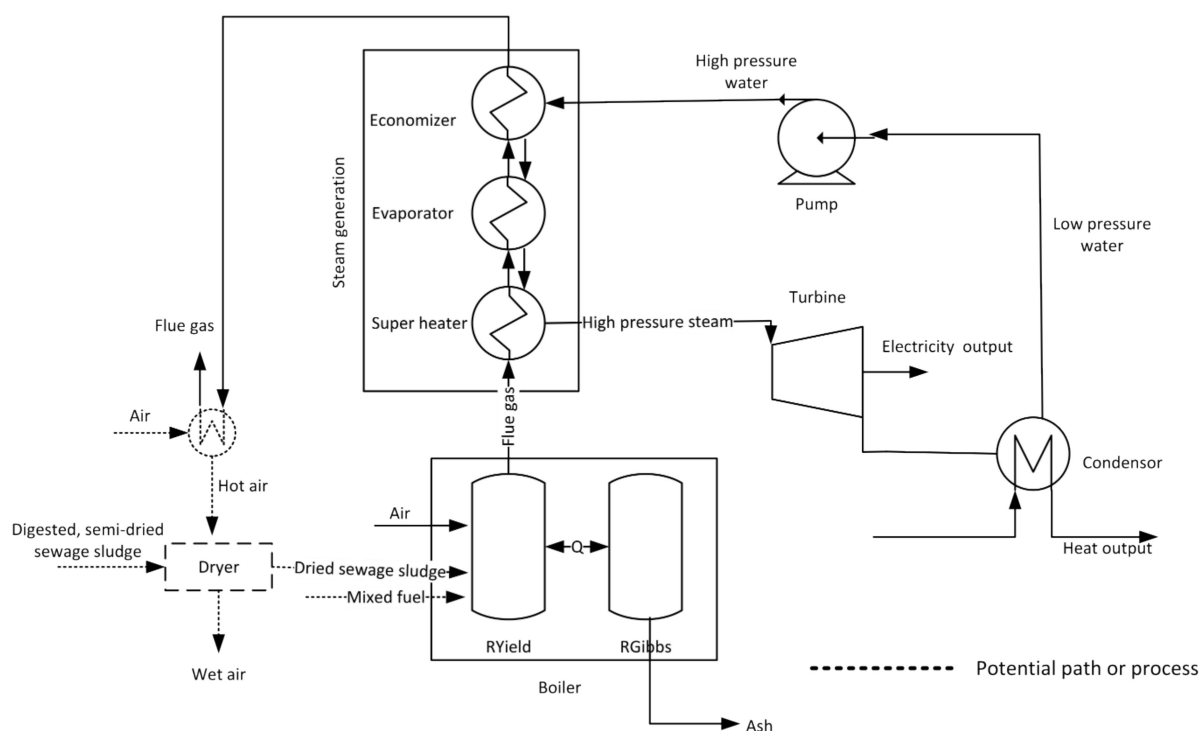 High pressure
water
Economizer
Steam generation
Evaporator
Pump
Low pressure
water
Super heater
High pressure steam
Turbine
Flue gas
Electricity output
Flue gas
Air
Condensor
Hot air
Air
Digested, semi-dried
sewage sludge
Dryer
Dried sewage sludge
Q
Heat output
Mixed fuel
RYield
RGibbs
Wet air
Boiler
Potential path or process
Ash